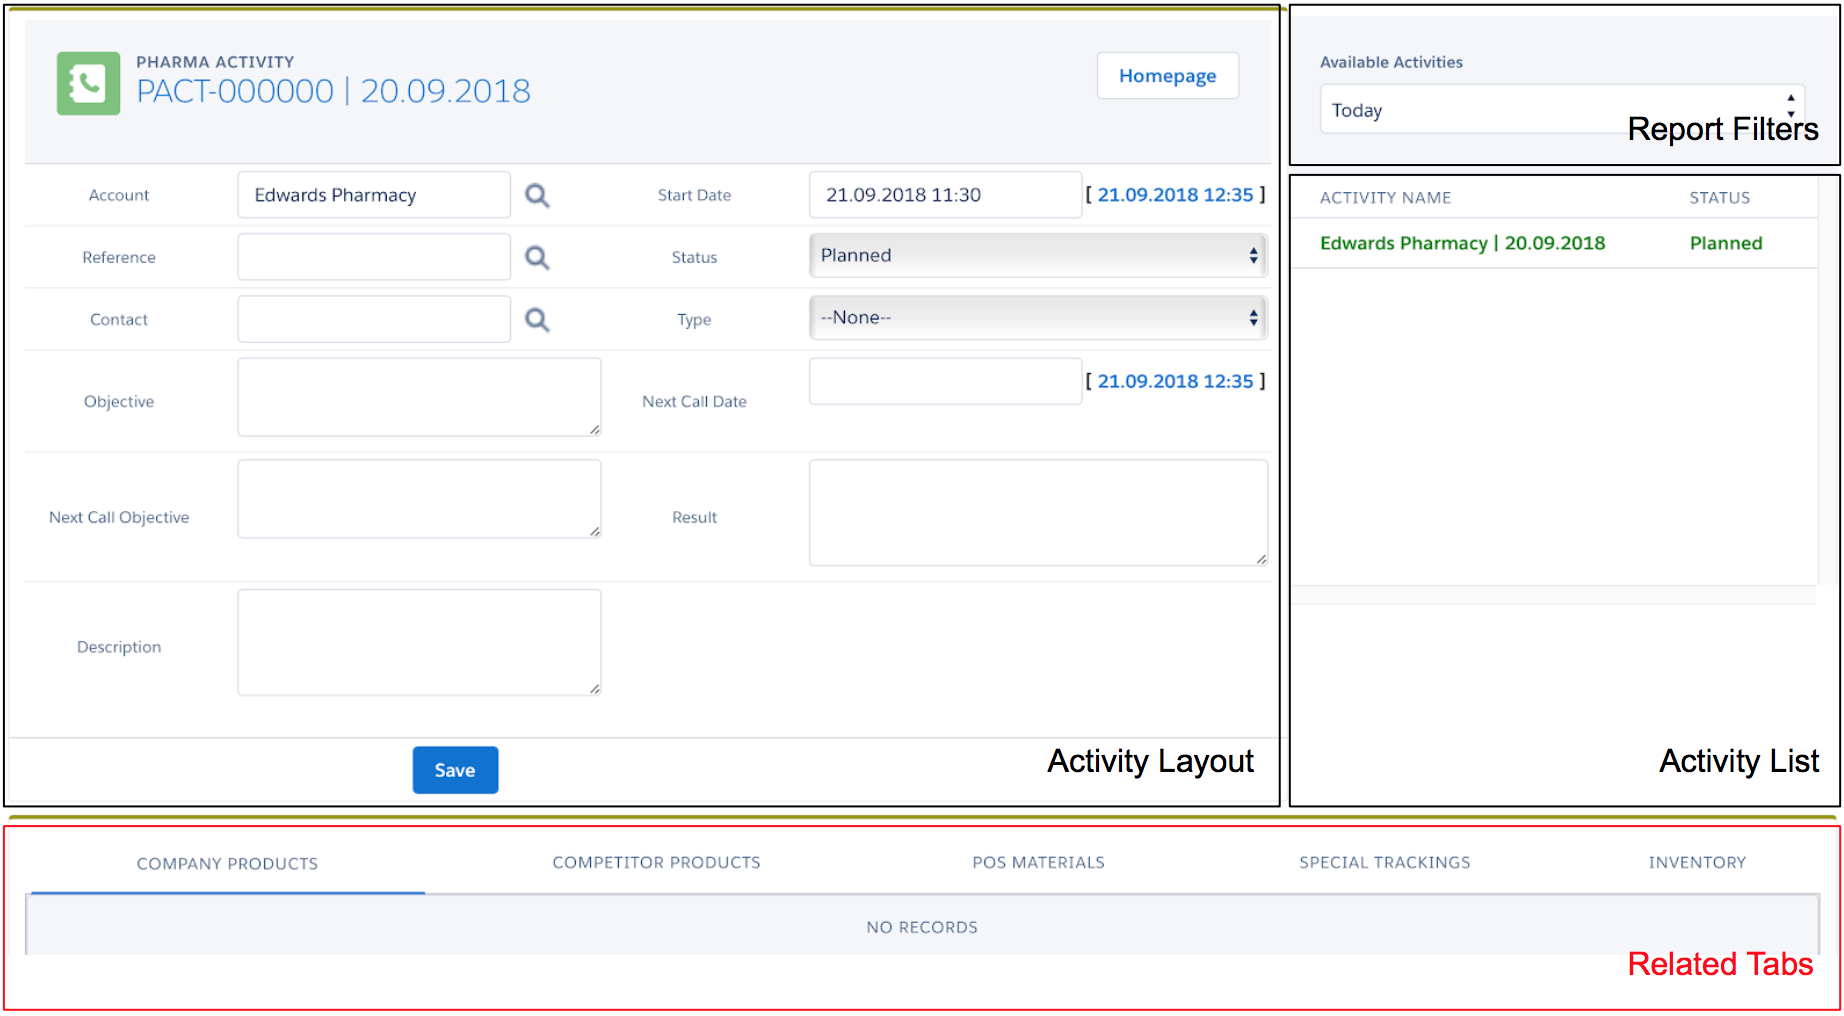 PHARMA ACTIVITY
PACT-000000 | 20.09.2018
Homepage
Account
Edwards Pharmacy
Start Date
21.09.2018 11:30
[ 21.09.2018 12:35 ]
Reference
Status
Planned
Contact
Type
--None--
Objective
Next Call Date
[ 21.09.2018 12:35 ]
Next Call Objective
Result
Description
Save
Activity Layout
Available Activities
Today
Report Filters
ACTIVITY NAME
STATUS
Edwards Pharmacy | 20.09.2018
Planned
Activity List
COMPANY PRODUCTS
COMPETITOR PRODUCTS
POS MATERIALS
SPECIAL TRACKINGS
INVENTORY
NO RECORDS
Related Tabs